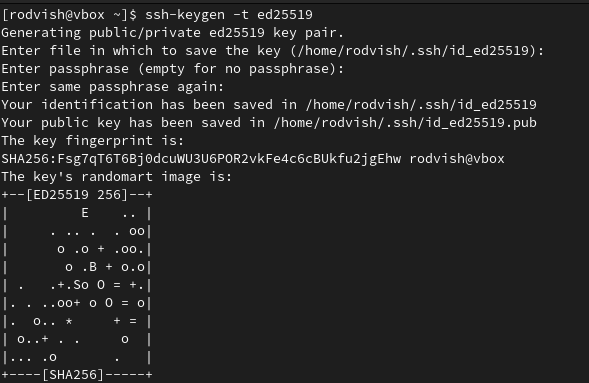 [rodvish@vbox ~]$ ssh-keygen -t ed25519
Generating public/private ed25519 key pair.
Enter file in which to save the key (/home/rodvish/.ssh/id_ed25519):
Enter passphrase (empty for no passphrase):
Enter same passphrase again:
Your identification has been saved in /home/rodvish/.ssh/id_ed25519
Your public key has been saved in /home/rodvish/.ssh/id_ed25519.pub
The key fingerprint is:
SHA256:Fsg7qT6T6Bj0dcuWU3U6POR2vkFe4c6cBUkfu2jgEhw rodvish@vbox
The key's randomart image is:
+--[ED25519 256]--+
|         E    .. |
|     . .. .  . oo|
|      o .o + .oo.|
|       o .B + o.o|
| .   .+.So O = +.|
|. . ..oo+ o O = o|
|.  o.. *     + = |
| o..+ . .     o  |
|... .o       .   |
+----[SHA256]-----+